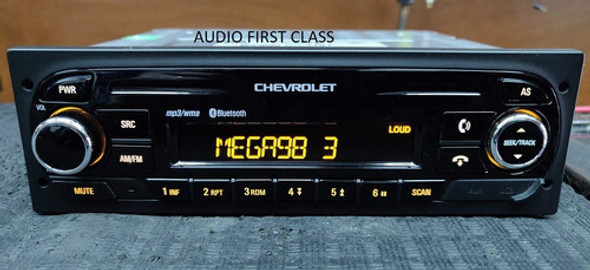 AUDIO FIRST CLASS
CHEVROLET
PWR
AS
VOL
mp3/wma Bluetooth
SRC
LOUD
MEGA98 3
SEEK/TRACK
AM/FM
MUTE 1 INF 2 RPT 3 RDM 4 5 6 SCAN